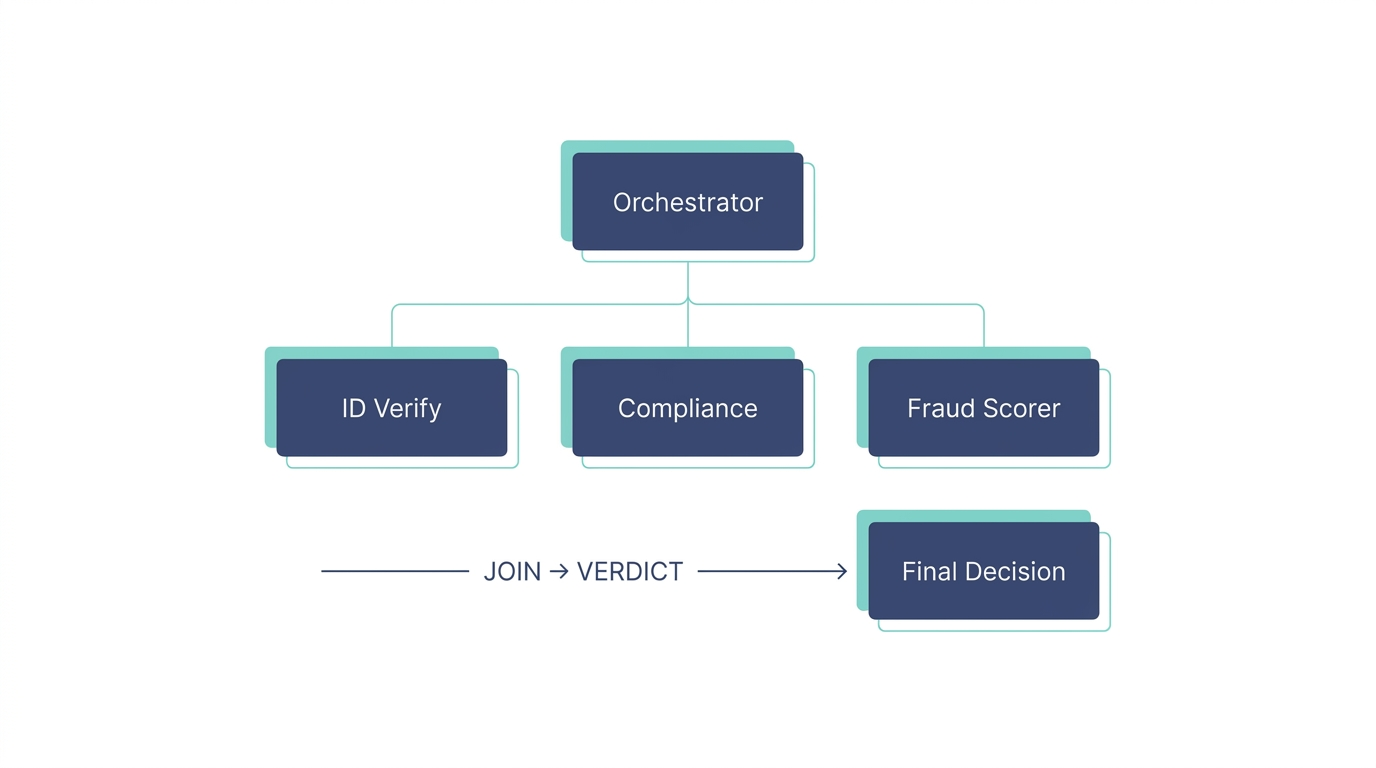 Orchestrator
ID Verify
Compliance
Fraud Scorer
JOIN → VERDICT
Final Decision